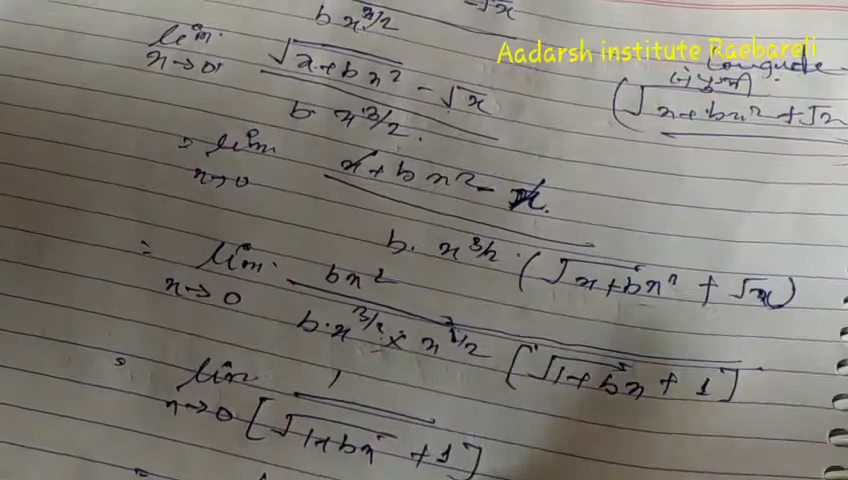 -√x
b x^3/2
Aadarsh institute Raebareli
lim x→0 (√(x+bx²) - √x) / (b x^3/2)
(√(x+bx²) + √x
= lim x→0 (x + bx² - x) / (b. x^3/2 (√(x+bx²) + √x))
= lim x→0 bx² / (b.x^3/2 × x^1/2 [√(1+bx) + 1])
= lim x→0 1 / [√(1+bx) + 1]
=